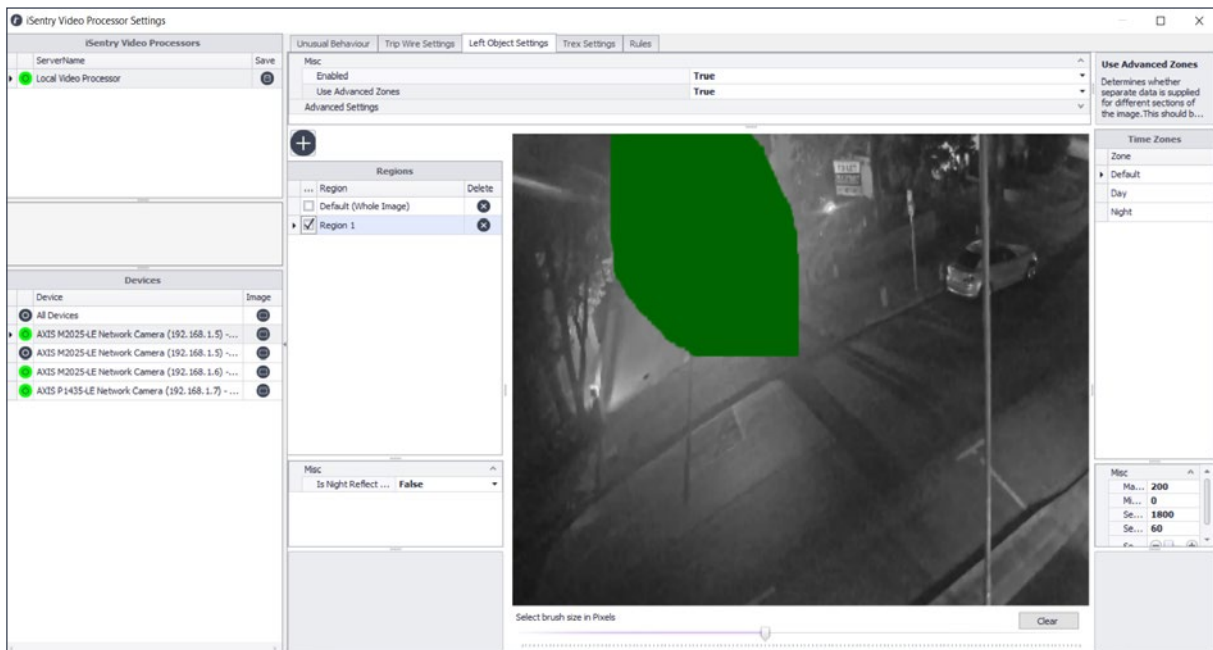 iSentry Video Processor Settings
iSentry Video Processors
ServerName Save
Local Video Processor
Devices
Device Image
All Devices
AXIS M2025-LE Network Camera (192.168.1.5) -...
AXIS M2025-LE Network Camera (192.168.1.5) -...
AXIS M2025-LE Network Camera (192.168.1.6) -...
AXIS P1435-LE Network Camera (192.168.1.7) - ...
Unusual Behaviour Trip Wire Settings Left Object Settings Trex Settings Rules
Misc
Enabled True
Use Advanced Zones True
Advanced Settings
Regions
... Region Delete
Default (Whole Image)
Region 1
Misc
Is Night Reflect ... False
TOILET
Select brush size in Pixels
Clear
Use Advanced Zones
Determines whether
separate data is supplied
for different sections of
the image.This should b...
Time Zones
Zone
Default
Day
Night
Misc
Ma... 200
Mi... 0
Se... 1800
Se... 60